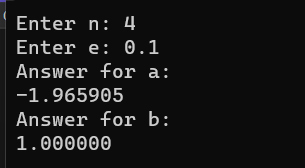 Enter n: 4
Enter e: 0.1
Answer for a:
-1.965905
Answer for b:
1.000000